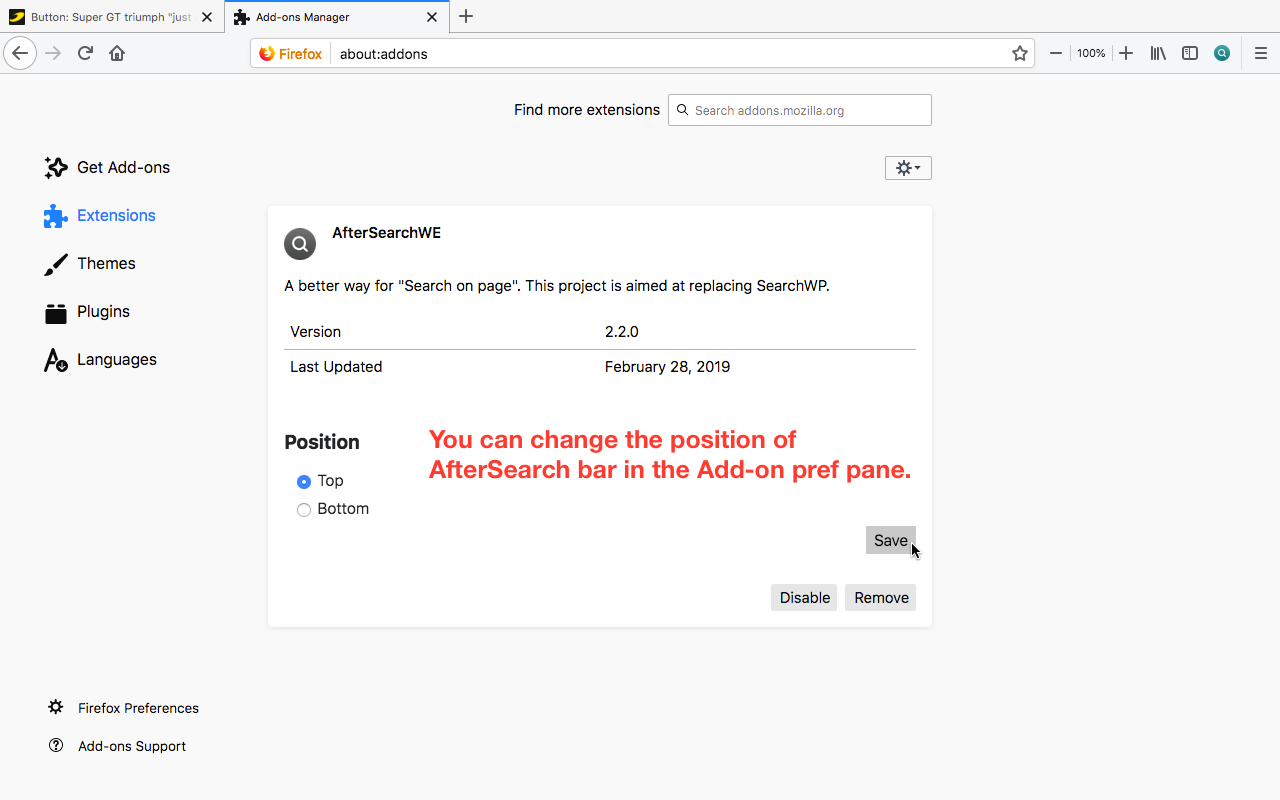 Button: Super GT triumph "just
Add-ons Manager
Firefox
about:addons
100%
Find more extensions
Search addons.mozilla.org
Get Add-ons
Extensions
Themes
Plugins
Languages
AfterSearchWE
A better way for "Search on page". This project is aimed at replacing SearchWP.
Version 2.2.0
Last Updated February 28, 2019
Position
You can change the position of
AfterSearch bar in the Add-on pref pane.
Top
Bottom
Save
Disable Remove
Firefox Preferences
Add-ons Support